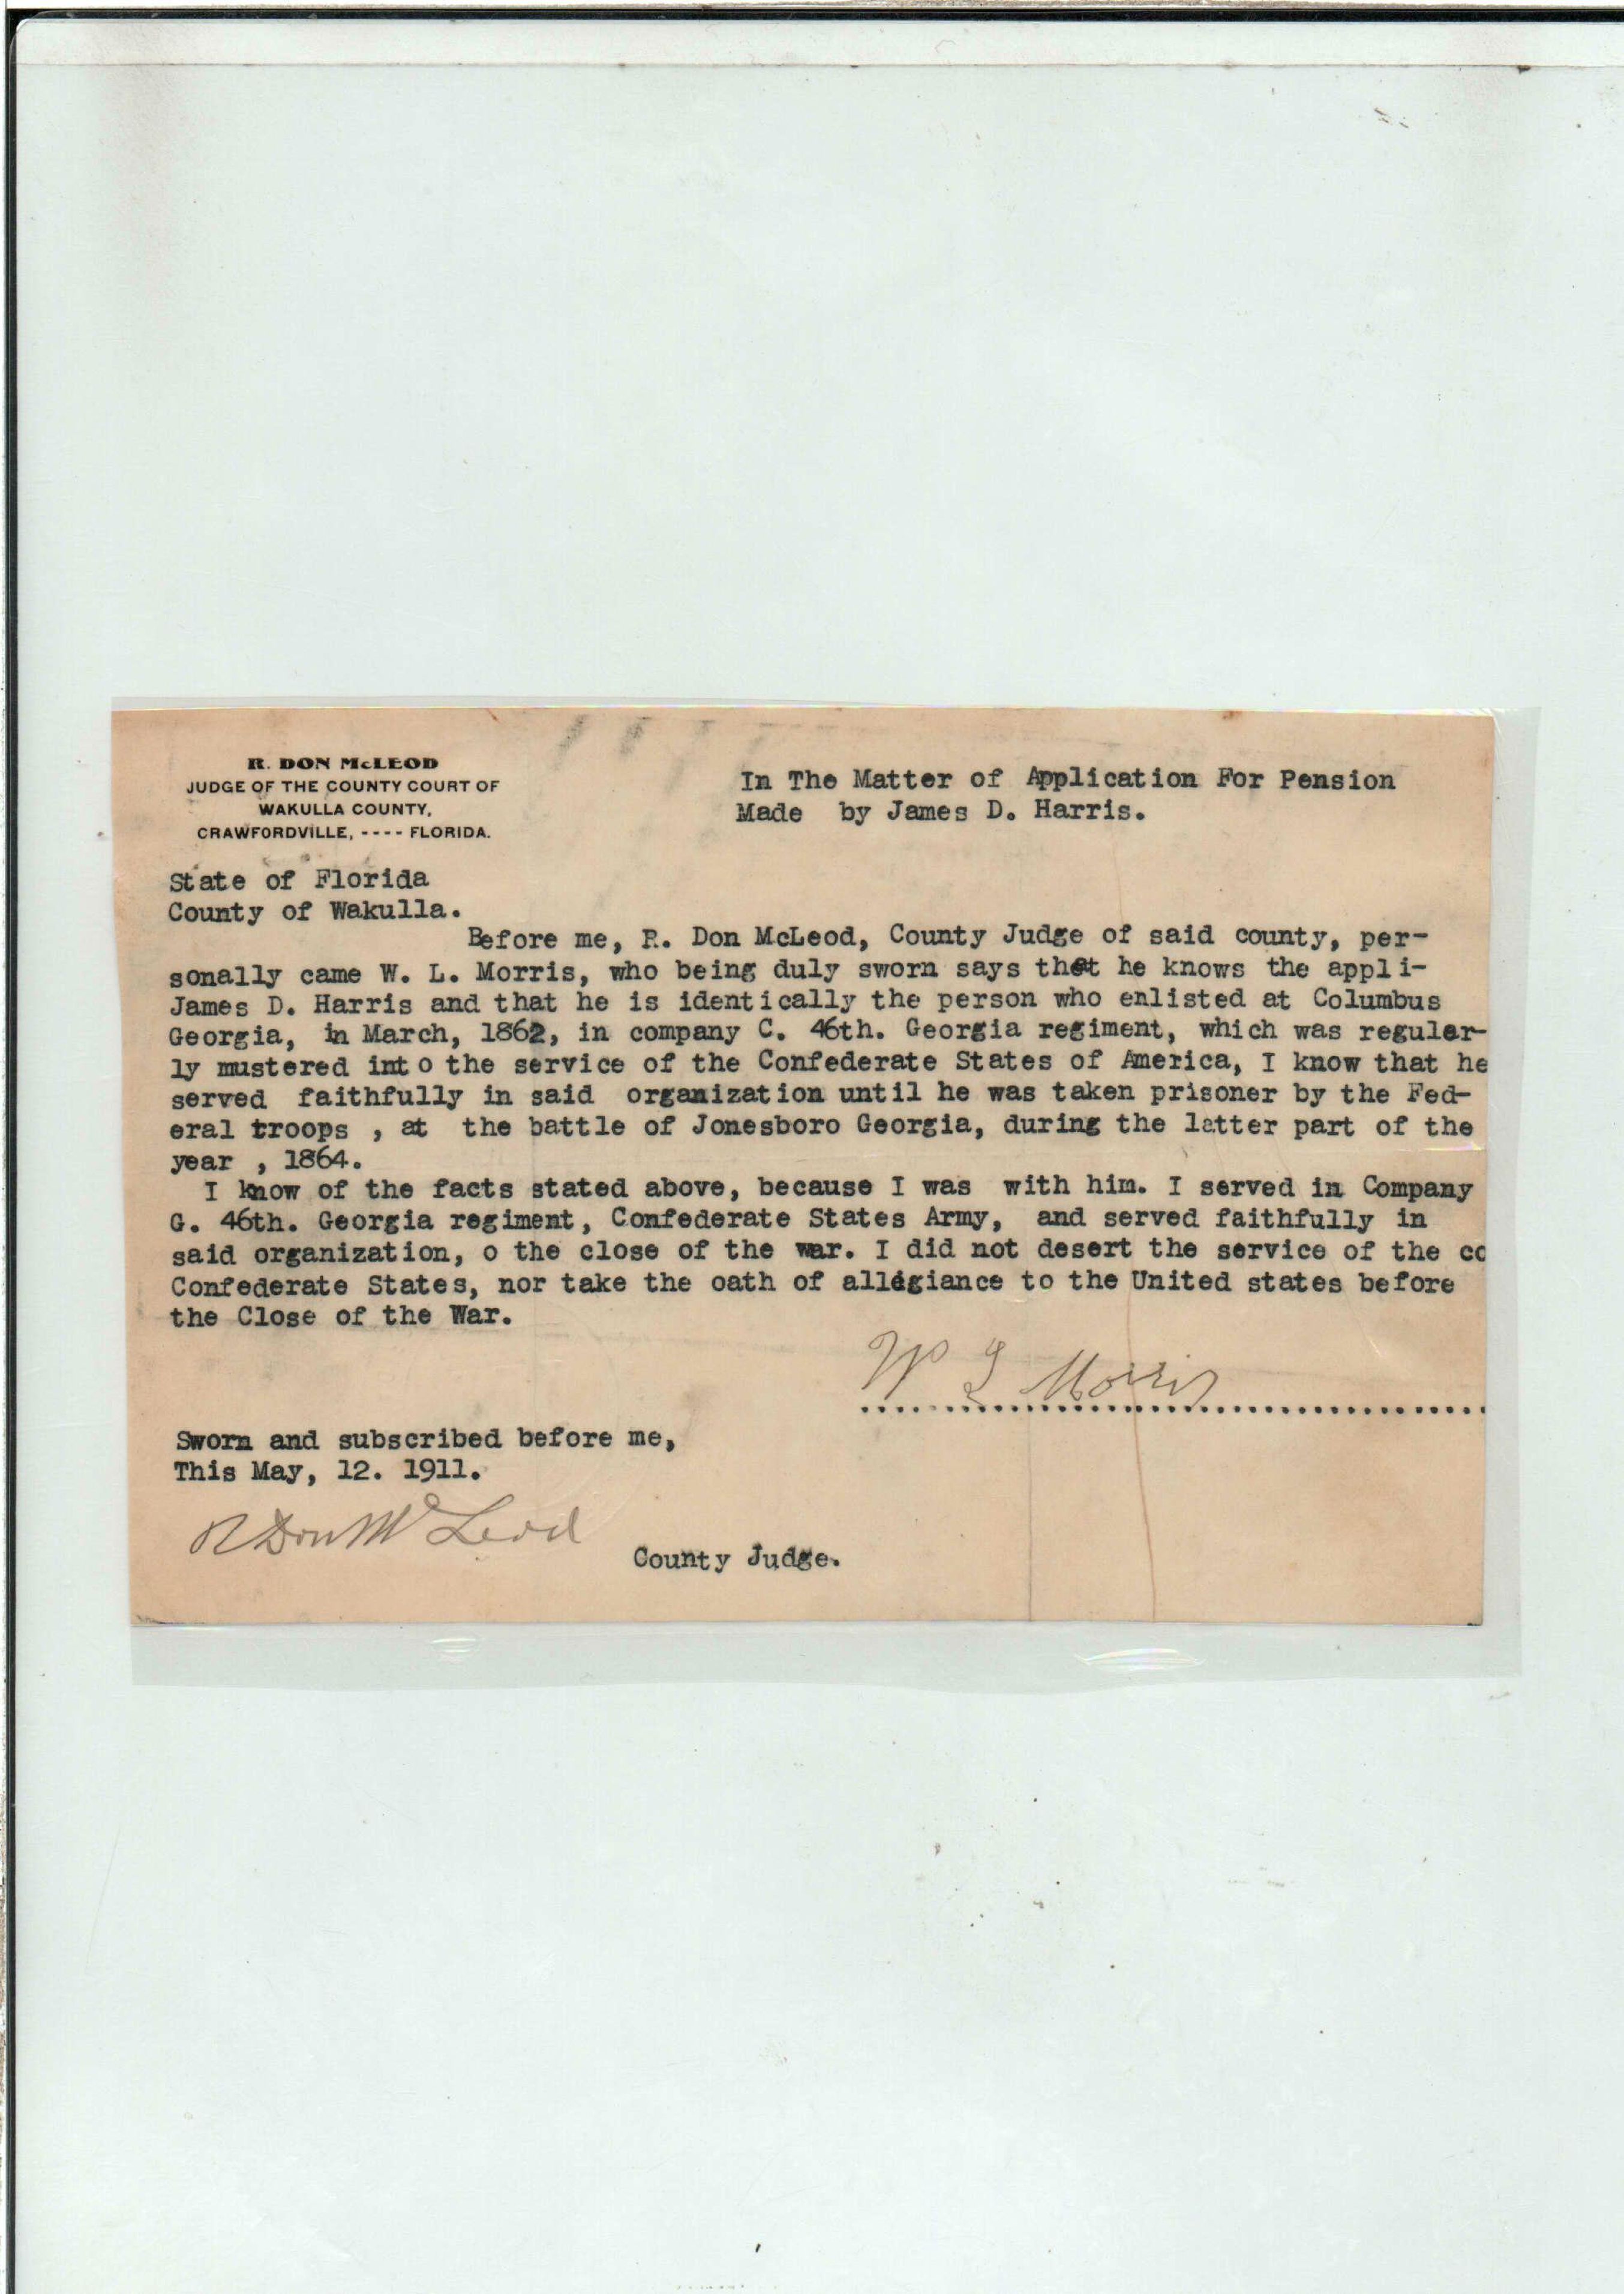 R. DON McLEOD
JUDGE OF THE COUNTY COURT OF
WAKULLA COUNTY,
CRAWFORDVILLE, ---- FLORIDA.
In The Matter of Application For Pension
Made by James D. Harris.
State of Florida
County of Wakulla.
Before me, R. Don McLeod, County Judge of said county, per-
sonally came W. L. Morris, who being duly sworn says that he knows the appli-
James D. Harris and that he is identically the person who enlisted at Columbus
Georgia, in March, 1862, in company C. 46th. Georgia regiment, which was regular-
ly mustered into the service of the Confederate States of America, I know that he
served faithfully in said organization until he was taken prisoner by the Fed-
eral troops , at the battle of Jonesboro Georgia, during the latter part of the
year , 1864.
I know of the facts stated above, because I was with him. I served in Company
G. 46th. Georgia regiment, Confederate States Army, and served faithfully in
said organization, o the close of the war. I did not desert the service of the co
Confederate States, nor take the oath of allegiance to the United states before
the Close of the War.
W L Morris
Sworn and subscribed before me,
This May, 12. 1911.
R Don McLeod
County Judge.